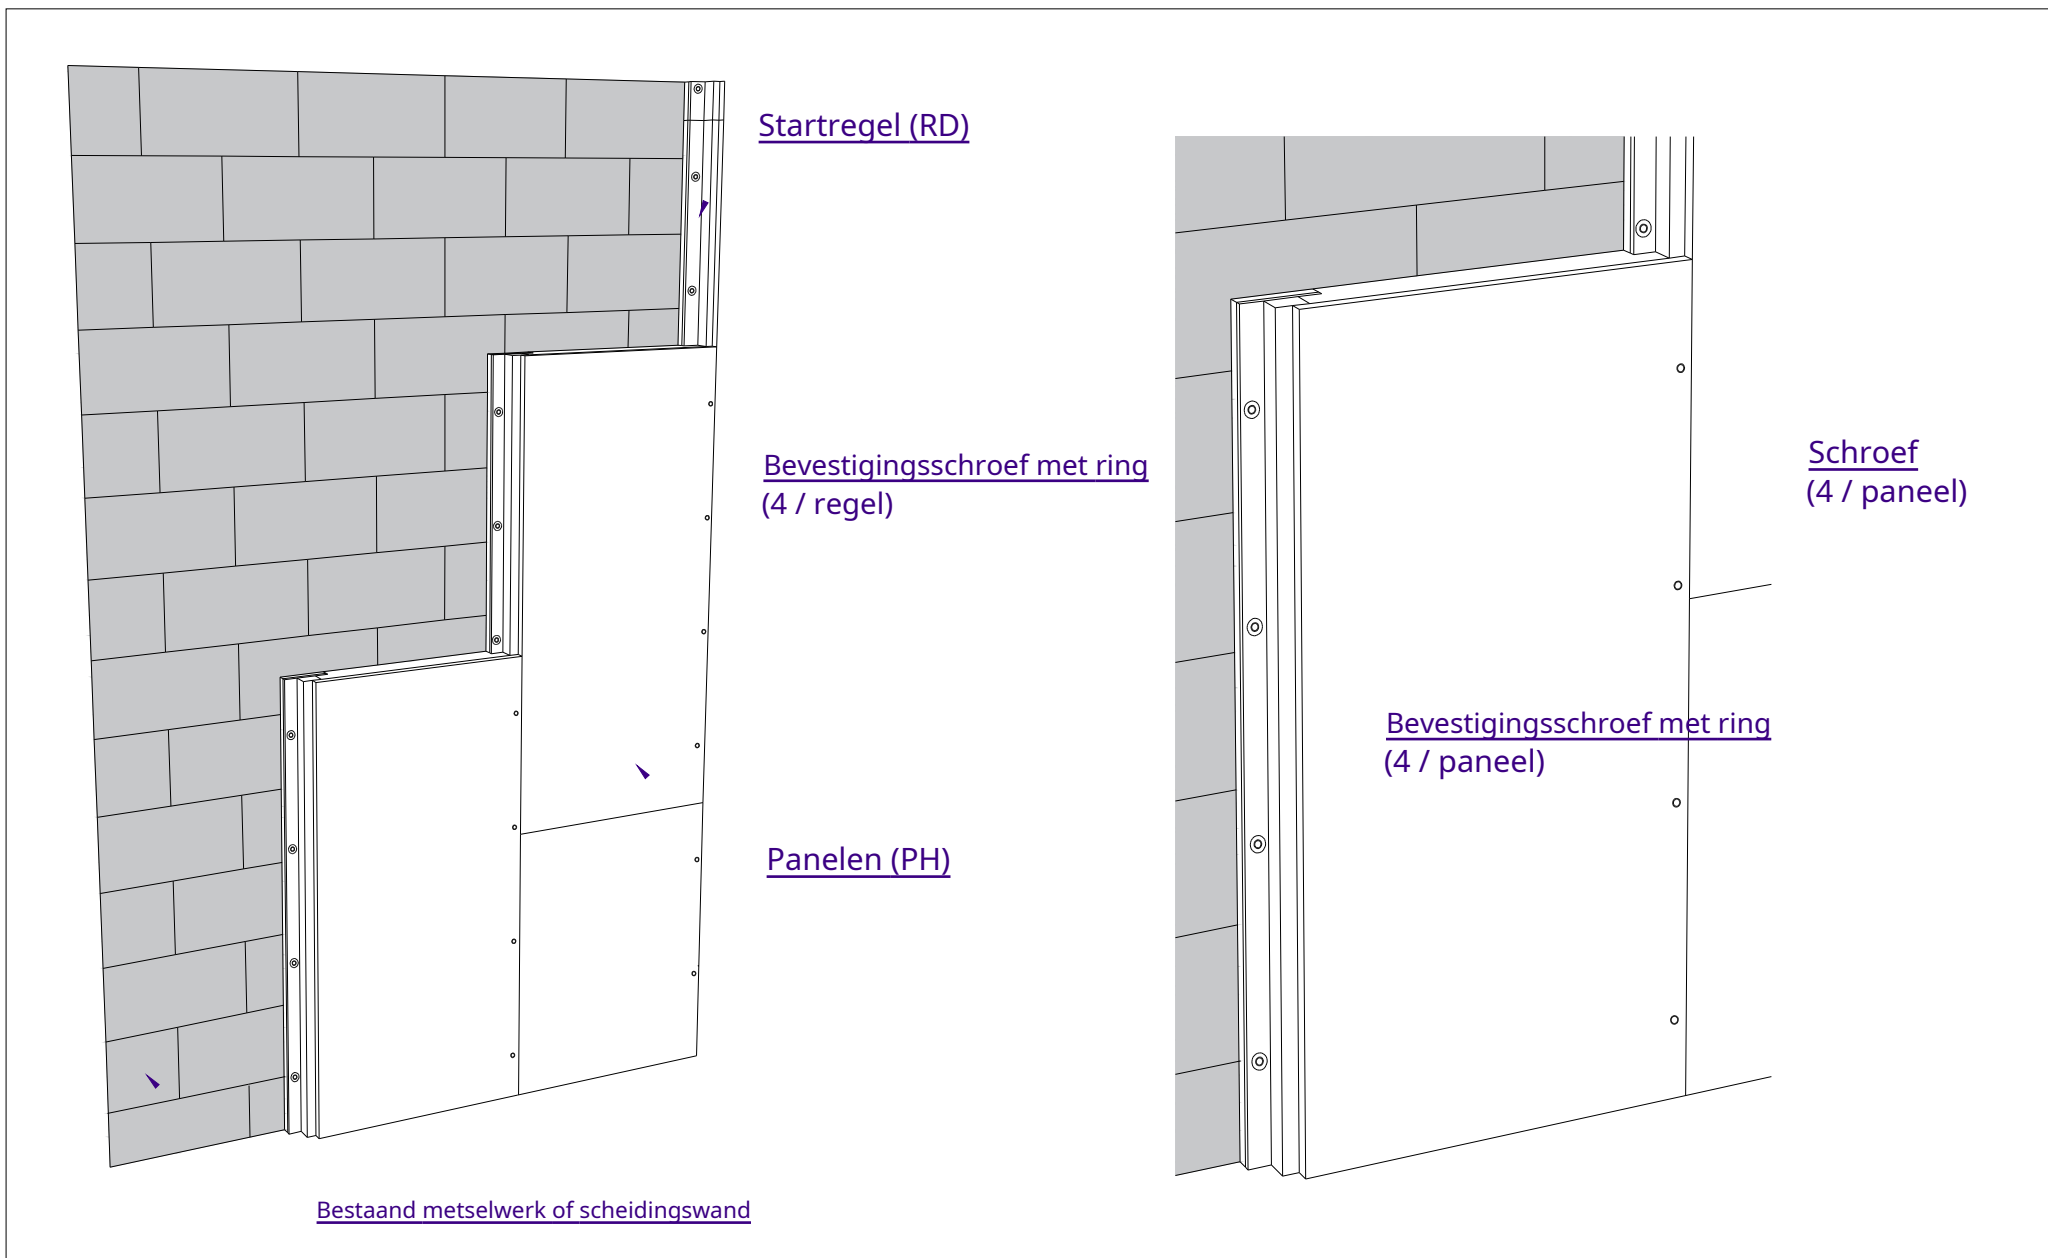 Startregel (RD)
Bevestigingsschroef met ring
(4 / regel)
Panelen (PH)
Bestaand metselwerk of scheidingswand
Schroef
(4 / paneel)
Bevestigingsschroef met ring
(4 / paneel)